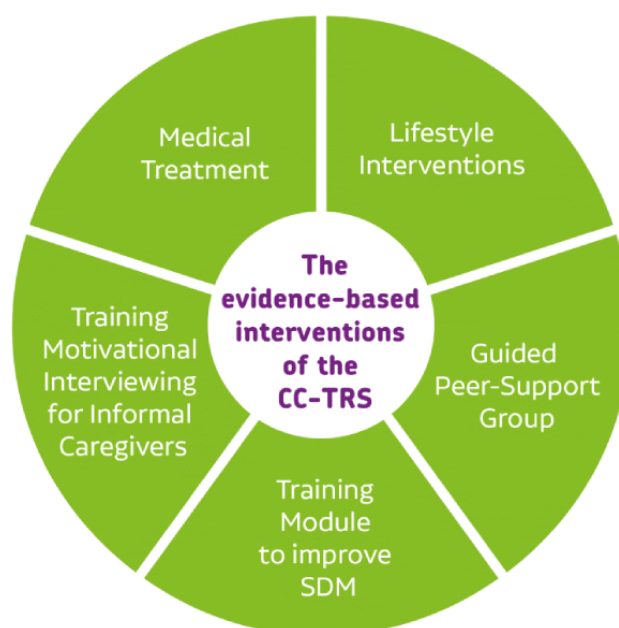 Medical
Treatment
Lifestyle
Interventions
The
evidence-based
interventions
of the
CC-TRS
Training
Motivational
Interviewing
for Informal
Caregivers
Guided
Peer-Support
Group
Training
Module
to improve
SDM